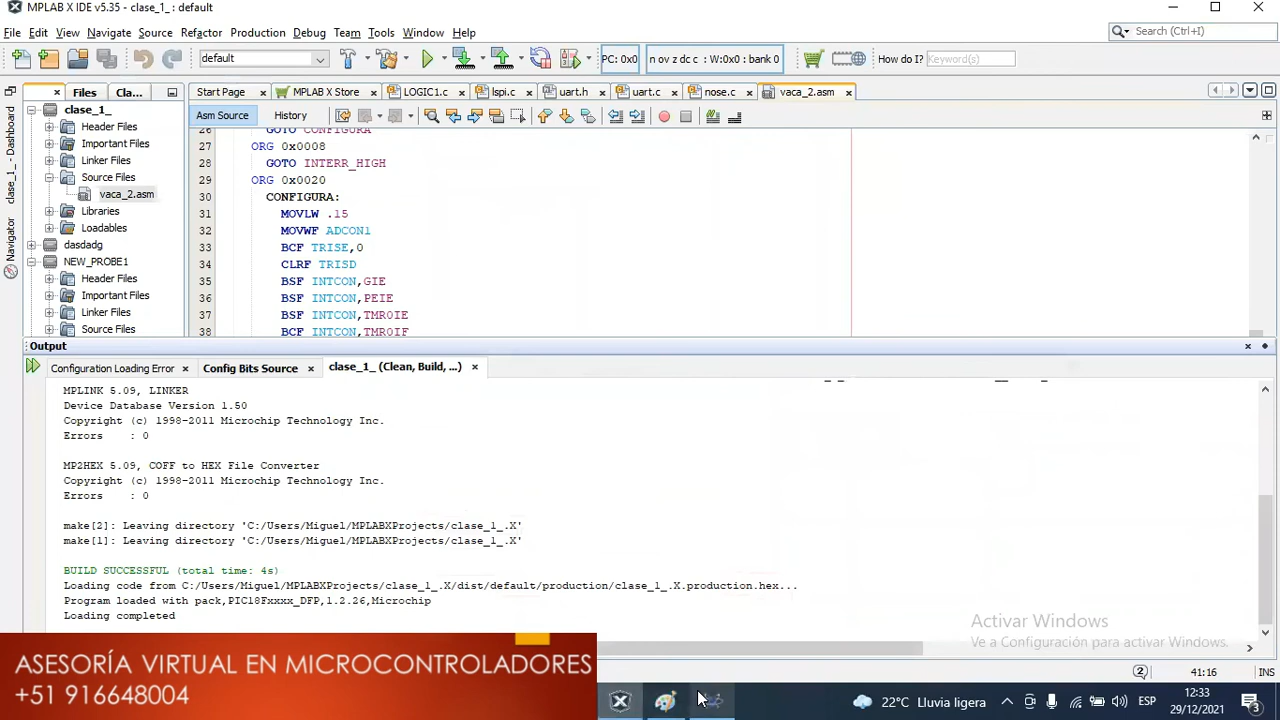 MPLAB X IDE v5.35 - clase_1_ : default
File Edit View Navigate Source Refactor Production Debug Team Tools Window Help
Search (Ctrl+I)
default
PC: 0x0
n ov z dc c : W:0x0 : bank 0
How do I?
Keyword(s)
Files
Cla...
Start Page
MPLAB X Store
LOGIC1.c
lspi.c
uart.h
uart.c
nose.c
vaca_2.asm
clase_1_ - Dashboard
Navigator
clase_1_
Header Files
Important Files
Linker Files
Source Files
vaca_2.asm
Libraries
Loadables
dasdadg
NEW_PROBE1
Header Files
Important Files
Linker Files
Source Files
Asm Source
History
26 GOTO CONFIGURA
27 ORG 0x0008
28 GOTO INTERR_HIGH
29 ORG 0x0020
30 CONFIGURA:
31 MOVLW .15
32 MOVWF ADCON1
33 BCF TRISE,0
34 CLRF TRISD
35 BSF INTCON,GIE
36 BSF INTCON,PEIE
37 BSF INTCON,TMR0IE
38 BCF INTCON,TMR0IF
Output
Configuration Loading Error
Config Bits Source
clase_1_ (Clean, Build, ...)
MPLINK 5.09, LINKER
Device Database Version 1.50
Copyright (c) 1998-2011 Microchip Technology Inc.
Errors : 0
MP2HEX 5.09, COFF to HEX File Converter
Copyright (c) 1998-2011 Microchip Technology Inc.
Errors : 0
make[2]: Leaving directory 'C:/Users/Miguel/MPLABXProjects/clase_1_.X'
make[1]: Leaving directory 'C:/Users/Miguel/MPLABXProjects/clase_1_.X'
BUILD SUCCESSFUL (total time: 4s)
Loading code from C:/Users/Miguel/MPLABXProjects/clase_1_.X/dist/default/production/clase_1_.X.production.hex...
Program loaded with pack,PIC18Fxxxx_DFP,1.2.26,Microchip
Loading completed
Activar Windows
Ve a Configuración para activar Windows.
41:16
INS
ASESORÍA VIRTUAL EN MICROCONTROLADORES
+51 916648004
22°C Lluvia ligera
ESP
12:33
29/12/2021
3